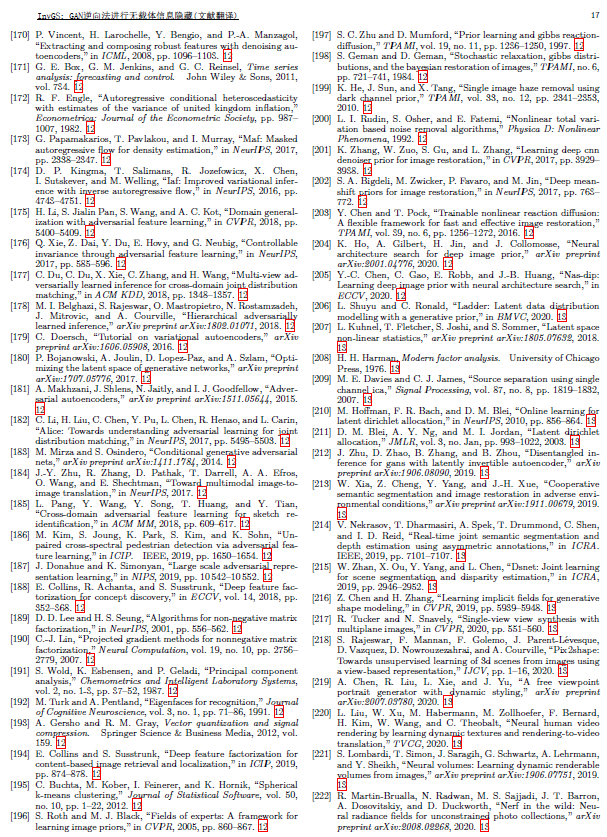 InvGS: GAN逆向法进行无载体信息隐藏(文献翻译) 17
[170] P. Vincent, H. Larochelle, Y. Bengio, and P.-A. Manzagol,
“Extracting and composing robust features with denoising au-
toencoders,” in ICML, 2008, pp. 1096–1103. 12
[171] G. E. Box, G. M. Jenkins, and G. C. Reinsel, Time series
analysis: forecasting and control. John Wiley & Sons, 2011,
vol. 734. 12
[172] R. F. Engle, “Autoregressive conditional heteroscedasticity
with estimates of the variance of united kingdom inflation,”
Econometrica: Journal of the Econometric Society, pp. 987–
1007, 1982. 12
[173] G. Papamakarios, T. Pavlakou, and I. Murray, “Maf: Masked
autoregressive flow for density estimation,” in NeurIPS, 2017,
pp. 2338–2347. 12
[174] D. P. Kingma, T. Salimans, R. Jozefowicz, X. Chen,
I. Sutskever, and M. Welling, “Iaf: Improved variational infer-
ence with inverse autoregressive flow,” in NeurIPS, 2016, pp.
4743–4751. 12
[175] H. Li, S. Jialin Pan, S. Wang, and A. C. Kot, “Domain general-
ization with adversarial feature learning,” in CVPR, 2018, pp.
5400–5409. 12
[176] Q. Xie, Z. Dai, Y. Du, E. Hovy, and G. Neubig, “Controllable
invariance through adversarial feature learning,” in NeurIPS,
2017, pp. 585–596. 12
[177] C. Du, C. Du, X. Xie, C. Zhang, and H. Wang, “Multi-view ad-
versarially learned inference for cross-domain joint distribution
matching,” in ACM KDD, 2018, pp. 1348–1357. 12
[178] M. I. Belghazi, S. Rajeswar, O. Mastropietro, N. Rostamzadeh,
J. Mitrovic, and A. Courville, “Hierarchical adversarially
learned inference,” arXiv preprint arXiv:1802.01071, 2018. 12
[179] C. Doersch, “Tutorial on variational autoencoders,” arXiv
preprint arXiv:1606.05908, 2016. 12
[180] P. Bojanowski, A. Joulin, D. Lopez-Paz, and A. Szlam, “Opti-
mizing the latent space of generative networks,” arXiv preprint
arXiv:1707.05776, 2017. 12
[181] A. Makhzani, J. Shlens, N. Jaitly, and I. J. Goodfellow, “Adver-
sarial autoencoders,” arXiv preprint arXiv:1511.05644, 2015.
12
[182] C. Li, H. Liu, C. Chen, Y. Pu, L. Chen, R. Henao, and L. Carin,
“Alice: Towards understanding adversarial learning for joint
distribution matching,” in NeurIPS, 2017, pp. 5495–5503. 12
[183] M. Mirza and S. Osindero, “Conditional generative adversarial
nets,” arXiv preprint arXiv:1411.1784, 2014. 12
[184] J.-Y. Zhu, R. Zhang, D. Pathak, T. Darrell, A. A. Efros,
O. Wang, and E. Shechtman, “Toward multimodal image-to-
image translation,” in NeurIPS, 2017. 12
[185] L. Pang, Y. Wang, Y. Song, T. Huang, and Y. Tian,
“Cross-domain adversarial feature learning for sketch re-
identification,” in ACM MM, 2018, pp. 609–617. 12
[186] M. Kim, S. Joung, K. Park, S. Kim, and K. Sohn, “Un-
paired cross-spectral pedestrian detection via adversarial fea-
ture learning,” in ICIP. IEEE, 2019, pp. 1650–1654. 12
[187] J. Donahue and K. Simonyan, “Large scale adversarial repre-
sentation learning,” in NIPS, 2019, pp. 10 542–10 552. 12
[188] E. Collins, R. Achanta, and S. Susstrunk, “Deep feature fac-
torization for concept discovery,” in ECCV, vol. 14, 2018, pp.
352–368. 12
[189] D. D. Lee and H. S. Seung, “Algorithms for non-negative matrix
factorization,” in NeurIPS, 2001, pp. 556–562. 12
[190] C.-J. Lin, “Projected gradient methods for nonnegative matrix
factorization,” Neural Computation, vol. 19, no. 10, pp. 2756–
2779, 2007. 12
[191] S. Wold, K. Esbensen, and P. Geladi, “Principal component
analysis,” Chemometrics and Intelligent Laboratory Systems,
vol. 2, no. 1-3, pp. 37–52, 1987. 12
[192] M. Turk and A. Pentland, “Eigenfaces for recognition,” Journal
of Cognitive Neuroscience, vol. 3, no. 1, pp. 71–86, 1991. 12
[193] A. Gersho and R. M. Gray, Vector quantization and signal
compression. Springer Science & Business Media, 2012, vol.
159. 12
[194] E. Collins and S. Susstrunk, “Deep feature factorization for
content-based image retrieval and localization,” in ICIP, 2019,
pp. 874–878. 12
[195] C. Buchta, M. Kober, I. Feinerer, and K. Hornik, “Spherical
k-means clustering,” Journal of Statistical Software, vol. 50,
no. 10, pp. 1–22, 2012. 12
[196] S. Roth and M. J. Black, “Fields of experts: A framework for
learning image priors,” in CVPR, 2005, pp. 860–867. 12
[197] S. C. Zhu and D. Mumford, “Prior learning and gibbs reaction-
diffusion,” TPAMI, vol. 19, no. 11, pp. 1236–1250, 1997. 12
[198] S. Geman and D. Geman, “Stochastic relaxation, gibbs distri-
butions, and the bayesian restoration of images,” TPAMI, no. 6,
pp. 721–741, 1984. 12
[199] K. He, J. Sun, and X. Tang, “Single image haze removal using
dark channel prior,” TPAMI, vol. 33, no. 12, pp. 2341–2353,
2010. 12
[200] L. I. Rudin, S. Osher, and E. Fatemi, “Nonlinear total vari-
ation based noise removal algorithms,” Physica D: Nonlinear
Phenomena, 1992. 12
[201] K. Zhang, W. Zuo, S. Gu, and L. Zhang, “Learning deep cnn
denoiser prior for image restoration,” in CVPR, 2017, pp. 3929–
3938. 12
[202] S. A. Bigdeli, M. Zwicker, P. Favaro, and M. Jin, “Deep mean-
shift priors for image restoration,” in NeurIPS, 2017, pp. 763–
772. 12
[203] Y. Chen and T. Pock, “Trainable nonlinear reaction diffusion:
A flexible framework for fast and effective image restoration,”
TPAMI, vol. 39, no. 6, pp. 1256–1272, 2016. 12
[204] K. Ho, A. Gilbert, H. Jin, and J. Collomosse, “Neural
architecture search for deep image prior,” arXiv preprint
arXiv:2001.04776, 2020. 12
[205] Y.-C. Chen, C. Gao, E. Robb, and J.-B. Huang, “Nas-dip:
Learning deep image prior with neural architecture search,” in
ECCV, 2020. 12
[206] L. Shuyu and C. Ronald, “Ladder: Latent data distribution
modelling with a generative prior,” in BMVC, 2020. 13
[207] L. Kuhnel, T. Fletcher, S. Joshi, and S. Sommer, “Latent space
non-linear statistics,” arXiv preprint arXiv:1805.07632, 2018.
13
[208] H. H. Harman, Modern factor analysis. University of Chicago
Press, 1976. 13
[209] M. E. Davies and C. J. James, “Source separation using single
channel ica,” Signal Processing, vol. 87, no. 8, pp. 1819–1832,
2007. 13
[210] M. Hoffman, F. R. Bach, and D. M. Blei, “Online learning for
latent dirichlet allocation,” in NeurIPS, 2010, pp. 856–864. 13
[211] D. M. Blei, A. Y. Ng, and M. I. Jordan, “Latent dirichlet
allocation,” JMLR, vol. 3, no. Jan, pp. 993–1022, 2003. 13
[212] J. Zhu, D. Zhao, B. Zhang, and B. Zhou, “Disentangled in-
ference for gans with latently invertible autoencoder,” arXiv
preprint arXiv:1906.08090, 2019. 13
[213] W. Xia, Z. Cheng, Y. Yang, and J.-H. Xue, “Cooperative
semantic segmentation and image restoration in adverse envi-
ronmental conditions,” arXiv preprint arXiv:1911.00679, 2019.
13
[214] V. Nekrasov, T. Dharmasiri, A. Spek, T. Drummond, C. Shen,
and I. D. Reid, “Real-time joint semantic segmentation and
depth estimation using asymmetric annotations,” in ICRA.
IEEE, 2019, pp. 7101–7107. 13
[215] W. Zhan, X. Ou, Y. Yang, and L. Chen, “Dsnet: Joint learning
for scene segmentation and disparity estimation,” in ICRA,
2019, pp. 2946–2952. 13
[216] Z. Chen and H. Zhang, “Learning implicit fields for generative
shape modeling,” in CVPR, 2019, pp. 5939–5948. 13
[217] R. Tucker and N. Snavely, “Single-view view synthesis with
multiplane images,” in CVPR, 2020, pp. 551–560. 13
[218] S. Rajeswar, F. Mannan, F. Golemo, J. Parent-Lévesque,
D. Vazquez, D. Nowrouzezahrai, and A. Courville, “Pix2shape:
Towards unsupervised learning of 3d scenes from images using
a view-based representation,” IJCV, pp. 1–16, 2020. 13
[219] A. Chen, R. Liu, L. Xie, and J. Yu, “A free viewpoint
portrait generator with dynamic styling,” arXiv preprint
arXiv:2007.03780, 2020. 13
[220] L. Liu, W. Xu, M. Habermann, M. Zollhoefer, F. Bernard,
H. Kim, W. Wang, and C. Theobalt, “Neural human video
rendering by learning dynamic textures and rendering-to-video
translation,” TVCG, 2020. 13
[221] S. Lombardi, T. Simon, J. Saragih, G. Schwartz, A. Lehrmann,
and Y. Sheikh, “Neural volumes: Learning dynamic renderable
volumes from images,” arXiv preprint arXiv:1906.07751, 2019.
13
[222] R. Martin-Brualla, N. Radwan, M. S. Sajjadi, J. T. Barron,
A. Dosovitskiy, and D. Duckworth, “Nerf in the wild: Neu-
ral radiance fields for unconstrained photo collections,” arXiv
preprint arXiv:2008.02268, 2020. 13